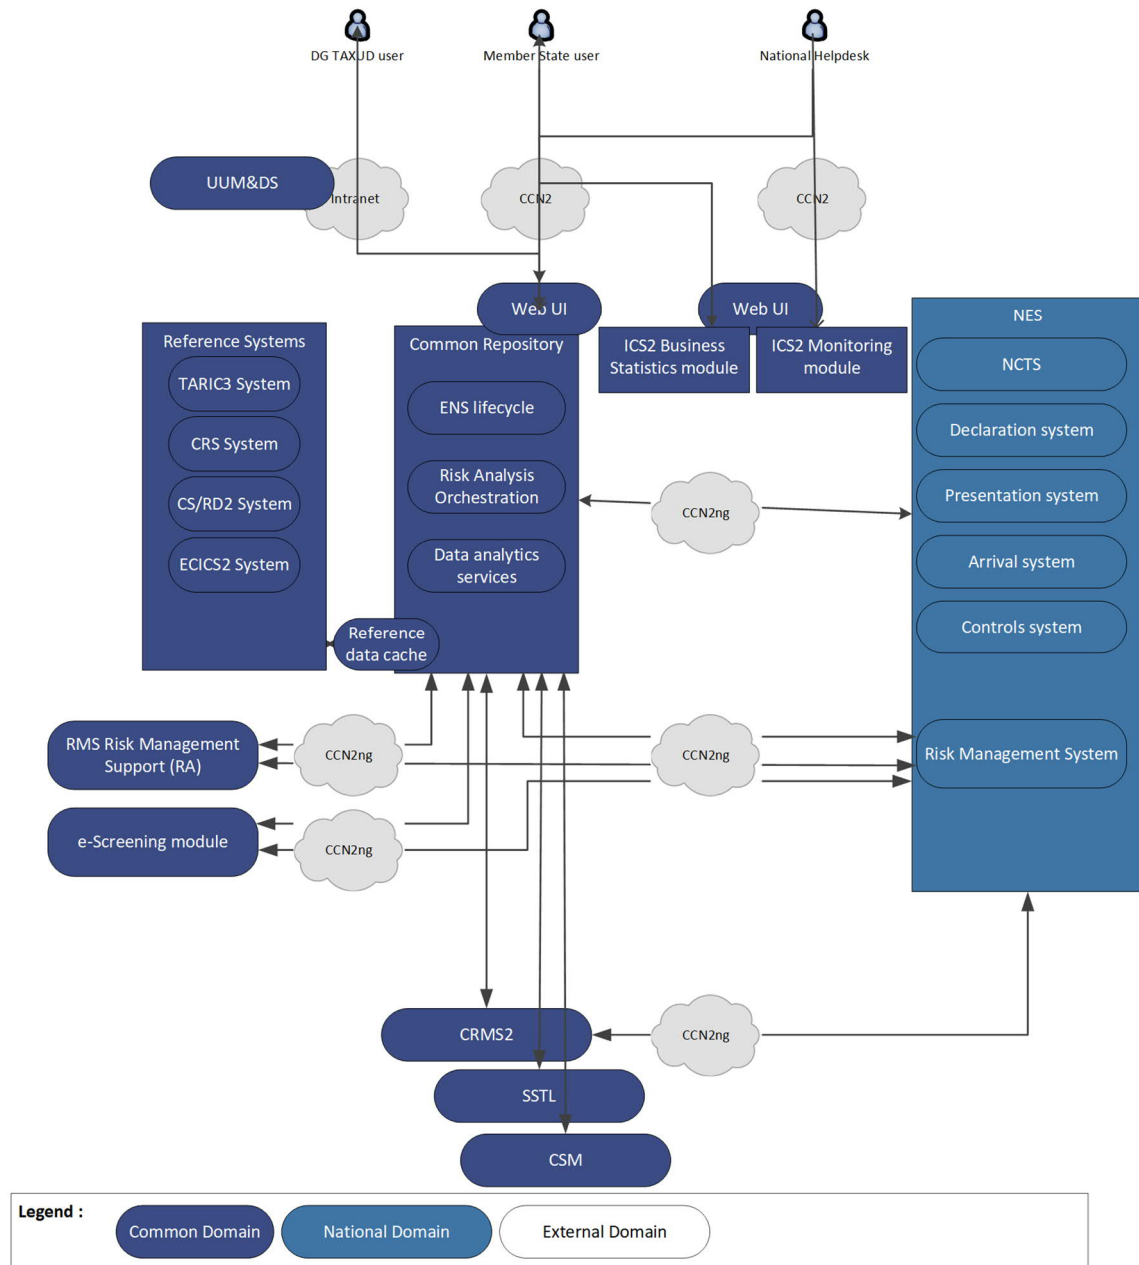 DG TAXUD user
Member State user
National Helpdesk
UUM&DS
Intranet
CCN2
CCN2
Web UI
Web UI
Reference Systems
TARIC3 System
CRS System
CS/RD2 System
ECICS2 System
Common Repository
ENS lifecycle
Risk Analysis
Orchestration
Data analytics
services
Reference
data cache
ICS2 Business
Statistics module
ICS2 Monitoring
module
CCN2ng
NES
NCTS
Declaration system
Presentation system
Arrival system
Controls system
Risk Management System
RMS Risk Management
Support (RA)
CCN2ng
CCN2ng
e-Screening module
CCN2ng
CRMS2
CCN2ng
SSTL
CSM
Legend :
Common Domain
National Domain
External Domain